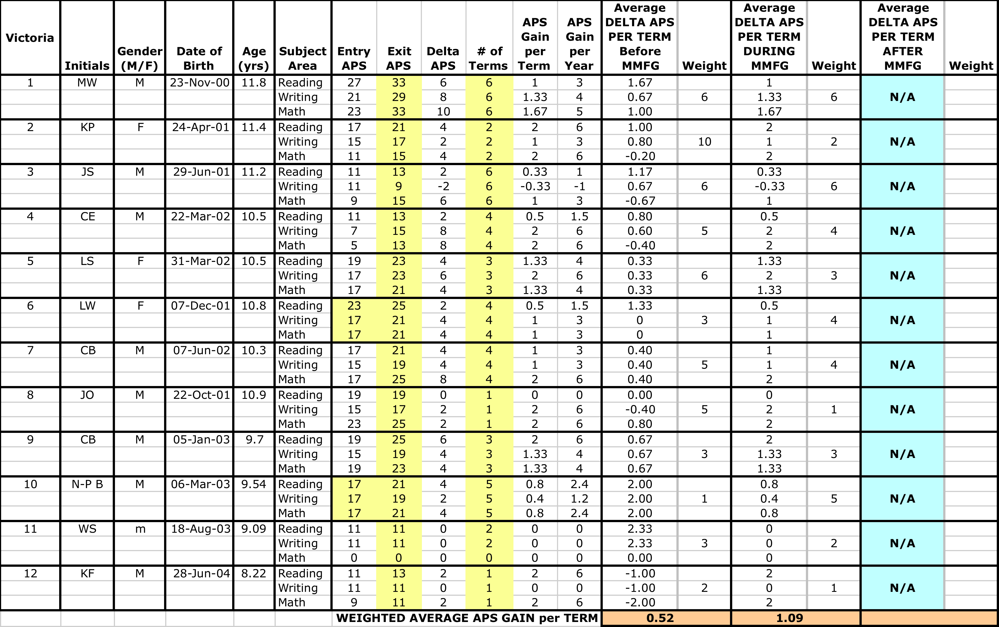 Victoria Initials Gender (M/F) Date of Birth Age (yrs) Subject Area Entry APS Exit APS Delta APS # of Terms APS Gain per Term APS Gain per Year Average DELTA APS PER TERM Before MMFG Weight Average DELTA APS PER TERM DURING MMFG Weight Average DELTA APS PER TERM AFTER MMFG Weight
1 MW M 23-Nov-00 11.8 Reading 27 33 6 6 1 3 1.67 1
Writing 21 29 8 6 1.33 4 0.67 6 1.33 6 N/A
Math 23 33 10 6 1.67 5 1.00 1.67
2 KP F 24-Apr-01 11.4 Reading 17 21 4 2 2 6 1.00 2
Writing 15 17 2 2 1 3 0.80 10 1 2 N/A
Math 11 15 4 2 2 6 -0.20 2
3 JS M 29-Jun-01 11.2 Reading 11 13 2 6 0.33 1 1.17 0.33
Writing 11 9 -2 6 -0.33 -1 0.67 6 -0.33 6 N/A
Math 9 15 6 6 1 3 -0.67 1
4 CE M 22-Mar-02 10.5 Reading 11 13 2 4 0.5 1.5 0.80 0.5
Writing 7 15 8 4 2 6 0.60 5 2 4 N/A
Math 5 13 8 4 2 6 -0.40 2
5 LS F 31-Mar-02 10.5 Reading 19 23 4 3 1.33 4 0.33 1.33
Writing 17 23 6 3 2 6 0.33 6 2 3 N/A
Math 17 21 4 3 1.33 4 0.33 1.33
6 LW F 07-Dec-01 10.8 Reading 23 25 2 4 0.5 1.5 1.33 0.5
Writing 17 21 4 4 1 3 0 3 1 4 N/A
Math 17 21 4 4 1 3 0 1
7 CB M 07-Jun-02 10.3 Reading 17 21 4 4 1 3 0.40 1
Writing 15 19 4 4 1 3 0.40 5 1 4 N/A
Math 17 25 8 4 2 6 0.40 2
8 JO M 22-Oct-01 10.9 Reading 19 19 0 1 0 0 0.00 0
Writing 15 17 2 1 2 6 -0.40 5 2 1 N/A
Math 23 25 2 1 2 6 0.80 2
9 CB M 05-Jan-03 9.7 Reading 19 25 6 3 2 6 0.67 2
Writing 15 19 4 3 1.33 4 0.67 3 1.33 3 N/A
Math 19 23 4 3 1.33 4 0.67 1.33
10 N-P B M 06-Mar-03 9.54 Reading 17 21 4 5 0.8 2.4 2.00 0.8
Writing 17 19 2 5 0.4 1.2 2.00 1 0.4 5 N/A
Math 17 21 4 5 0.8 2.4 2.00 0.8
11 WS m 18-Aug-03 9.09 Reading 11 11 0 2 0 0 2.33 0
Writing 11 11 0 2 0 0 2.33 3 0 2 N/A
Math 0 0 0 0 0 0 0.00 0
12 KF M 28-Jun-04 8.22 Reading 11 13 2 1 2 6 -1.00 2
Writing 11 11 0 1 0 0 -1.00 2 0 1 N/A
Math 9 11 2 1 2 6 -2.00 2
WEIGHTED AVERAGE APS GAIN per TERM 0.52 1.09